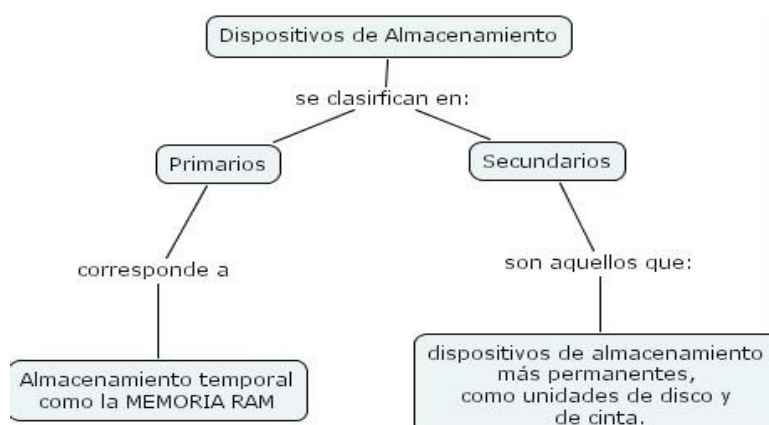 Dispositivos de Almacenamiento
se clasirfican en:
Primarios
Secundarios
corresponde a
son aquellos que:
Almacenamiento temporal
como la MEMORIA RAM
dispositivos de almacenamiento
más permanentes,
como unidades de disco y
de cinta.